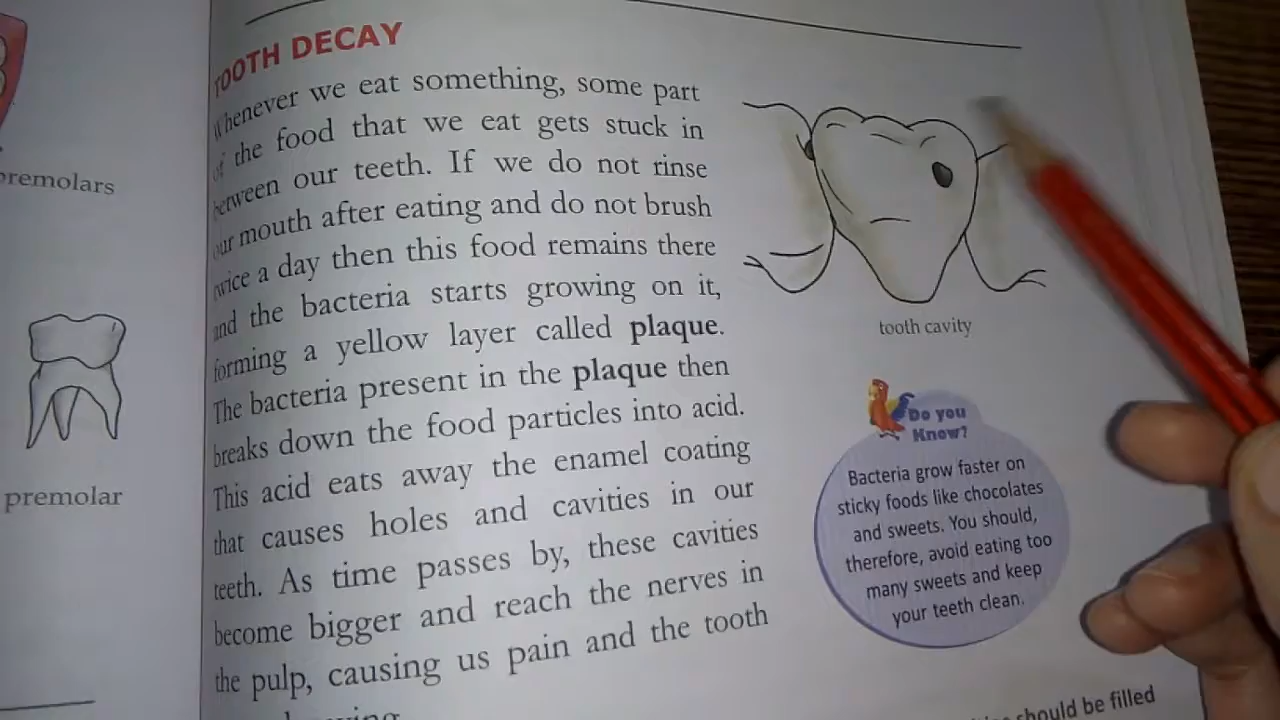 premolars
premolar
TOOTH DECAY
Whenever we eat something, some part
of the food that we eat gets stuck in
between our teeth. If we do not rinse
our mouth after eating and do not brush
twice a day then this food remains there
and the bacteria starts growing on it,
forming a yellow layer called plaque.
The bacteria present in the plaque then
breaks down the food particles into acid.
This acid eats away the enamel coating
that causes holes and cavities in our
teeth. As time passes by, these cavities
become bigger and reach the nerves in
the pulp, causing us pain and the tooth
tooth cavity
Do you
Know?
Bacteria grow faster on
sticky foods like chocolates
and sweets. You should,
therefore, avoid eating too
many sweets and keep
your teeth clean.
should be filled